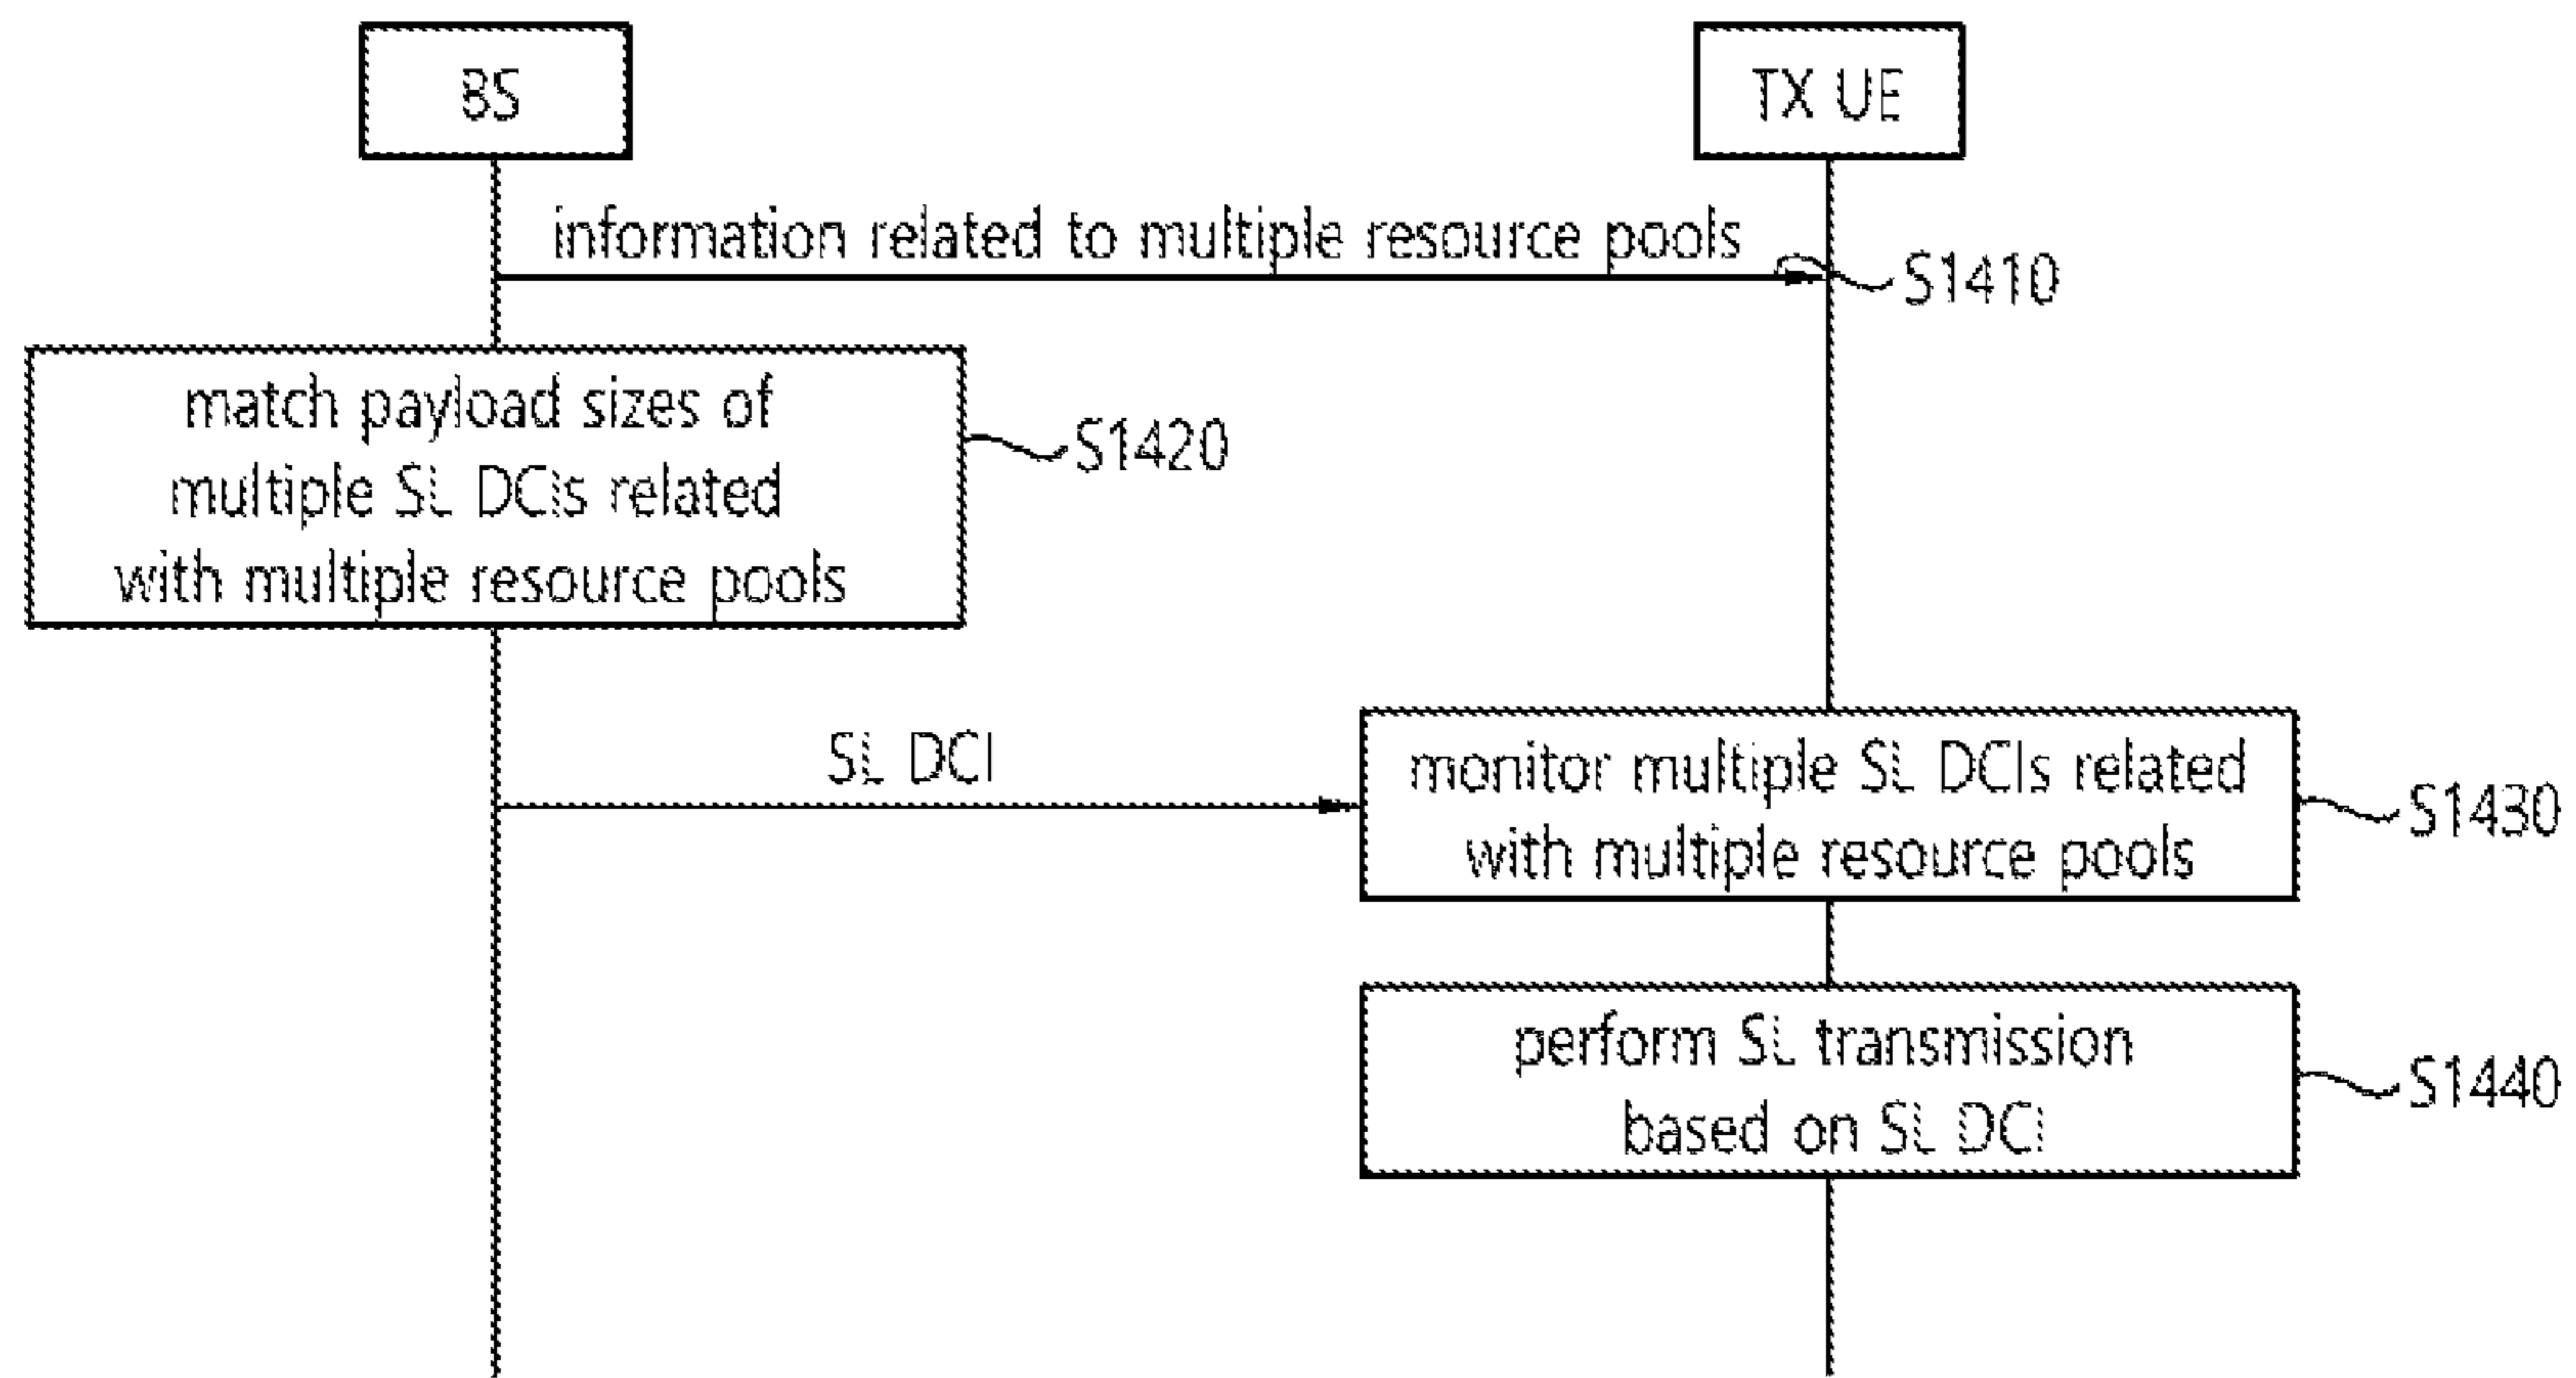 BS
TX UE
information related to multiple resource pools
S1410
match payload sizes of
multiple SL DCIs related
with multiple resource pools
S1420
SL DCI
monitor multiple SL DCIs related
with multiple resource pools
S1430
perform SL transmission
based on SL DCI
S1440